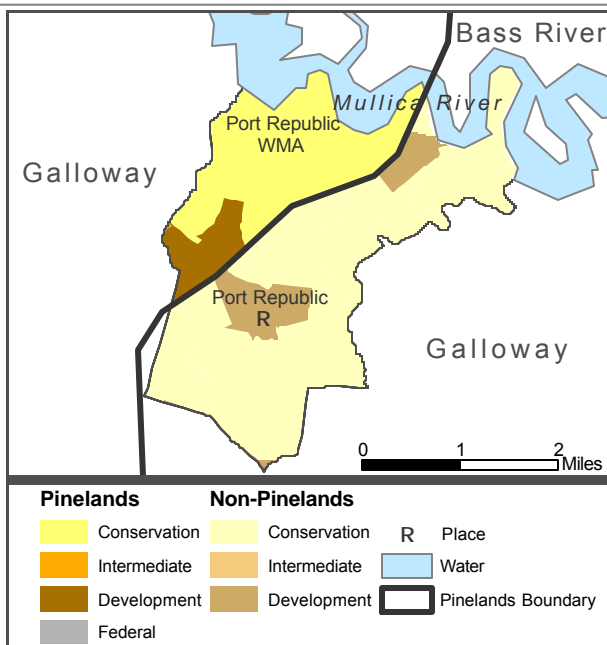 Bass River
Mullica River
Port Republic
WMA
Galloway
Port Republic
R
Galloway
0 1 2
Miles
Pinelands Non-Pinelands
Conservation Conservation R Place
Intermediate Intermediate Water
Development Development Pinelands Boundary
Federal